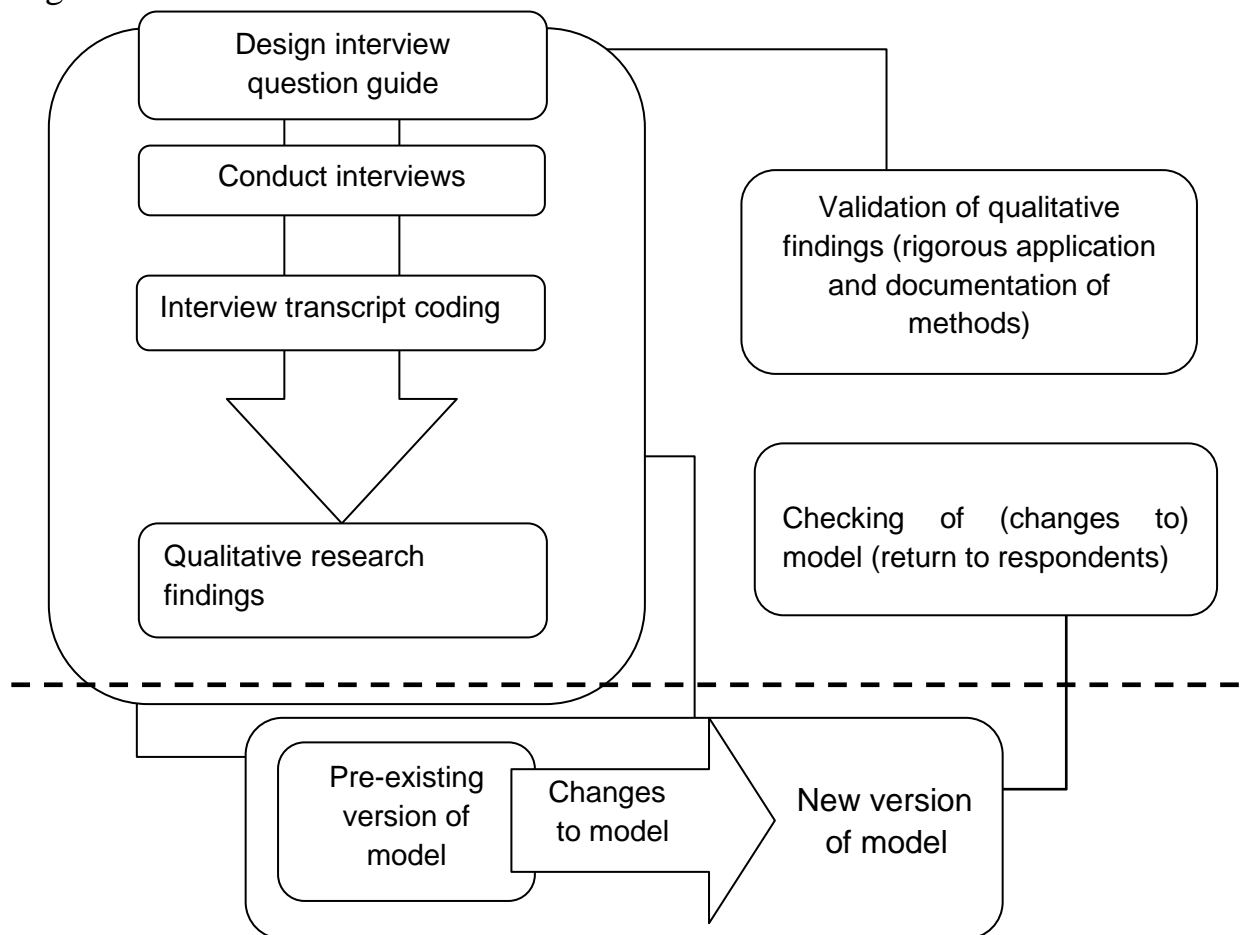 Design interview
question guide
Conduct interviews
Interview transcript coding
Qualitative research
findings
Validation of qualitative
findings (rigorous application
and documentation of
methods)
Checking of (changes to)
model (return to respondents)
Pre-existing
version of
model
Changes
to model
New version
of model